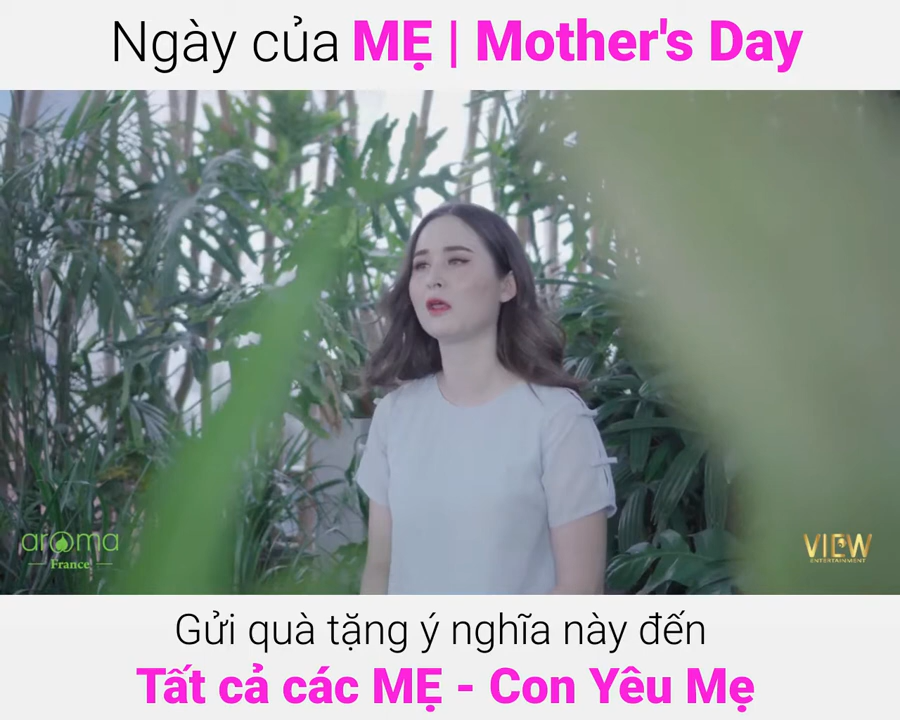 Ngày của MẸ | Mother's Day
aroma
France
VIEW
ENTERTAINMENT
Gửi quà tặng ý nghĩa này đến
Tất cả các MẸ - Con Yêu Mẹ